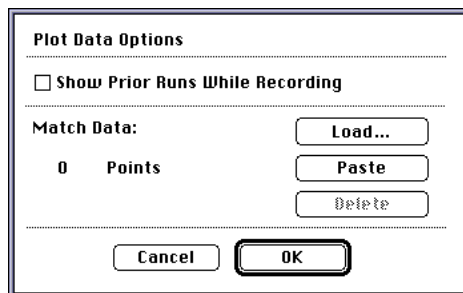 Plot Data Options
Show Prior Runs While Recording
Match Data:
Load...
0 Points
Paste
Delete
Cancel
OK